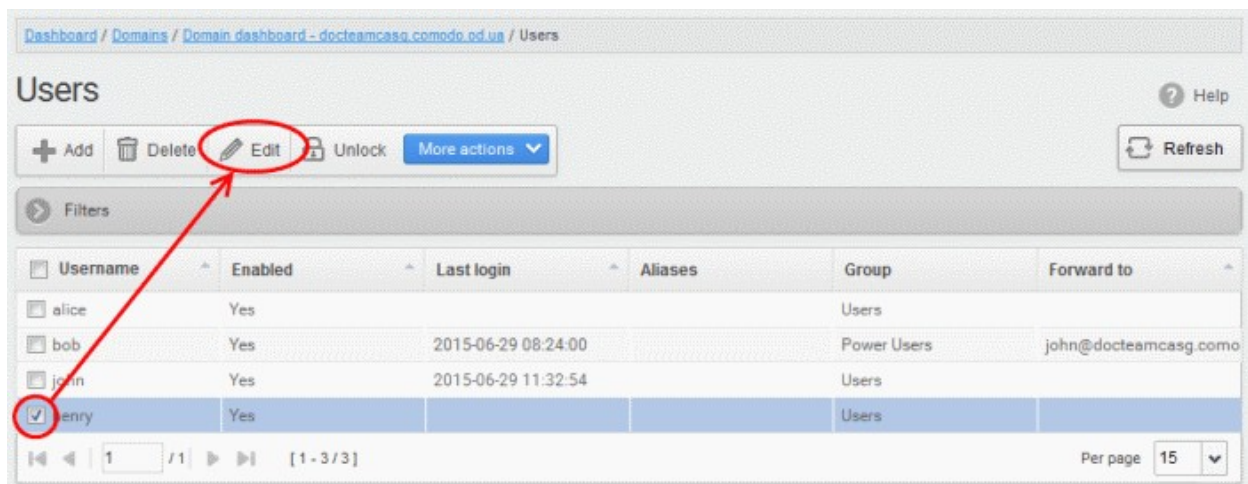 Dashboard / Domains / Domain dashboard - docteamcasg.comodo.od.ua / Users
Users
Help
Add Delete Edit Unlock More actions Refresh
Filters
Username Enabled Last login Aliases Group Forward to
alice Yes Users
bob Yes 2015-06-29 08:24:00 Power Users john@docteamcasg.como
john Yes 2015-06-29 11:32:54 Users
henry Yes Users
1 /1 [1-3/3] Per page 15